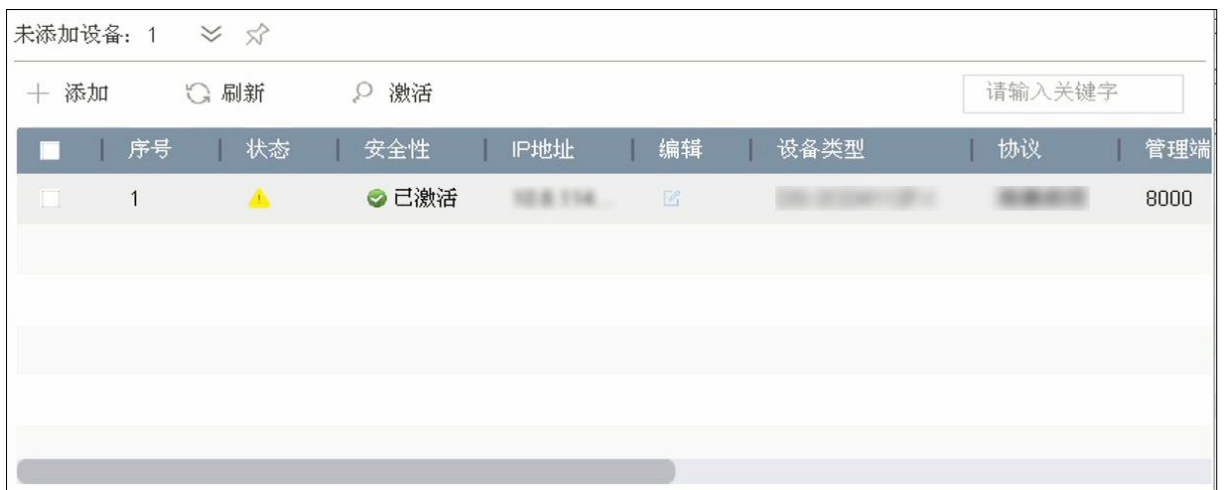 未添加设备：1
添加 刷新 激活 请输入关键字
序号 状态 安全性 IP地址 编辑 设备类型 协议 管理端
1 已激活 8000